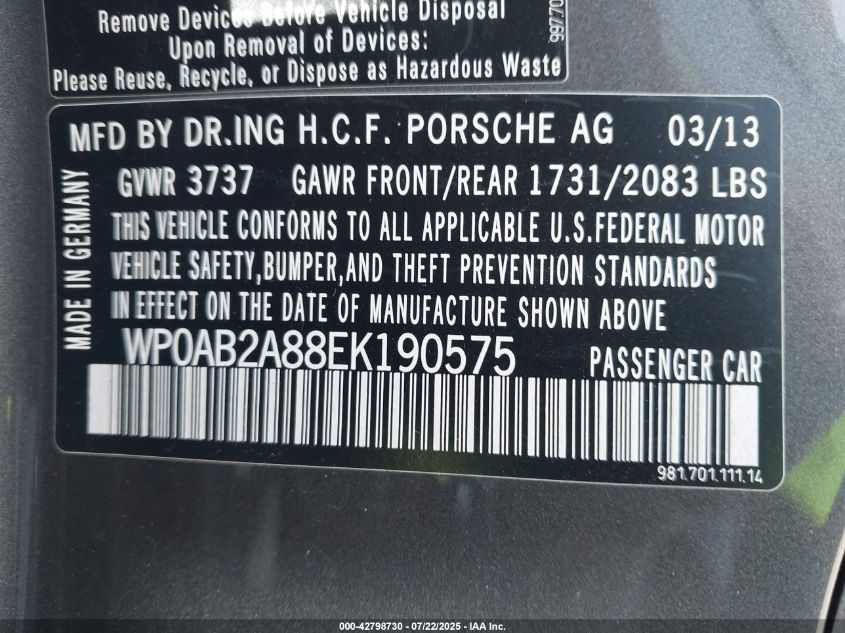 Remove Devices Before Vehicle Disposal
Upon Removal of Devices:
Please Reuse, Recycle, or Dispose as Hazardous Waste
997.70
MFD BY DR.ING H.C.F. PORSCHE AG 03/13
GVWR 3737 GAWR FRONT/REAR 1731/2083 LBS
THIS VEHICLE CONFORMS TO ALL APPLICABLE U.S.FEDERAL MOTOR
VEHICLE SAFETY,BUMPER,AND THEFT PREVENTION STANDARDS
IN EFFECT ON THE DATE OF MANUFACTURE SHOWN ABOVE
MADE IN GERMANY
WP0AB2A88EK190575 PASSENGER CAR
981.701.111.14
000-42798730 - 07/22/2025 - IAA Inc.